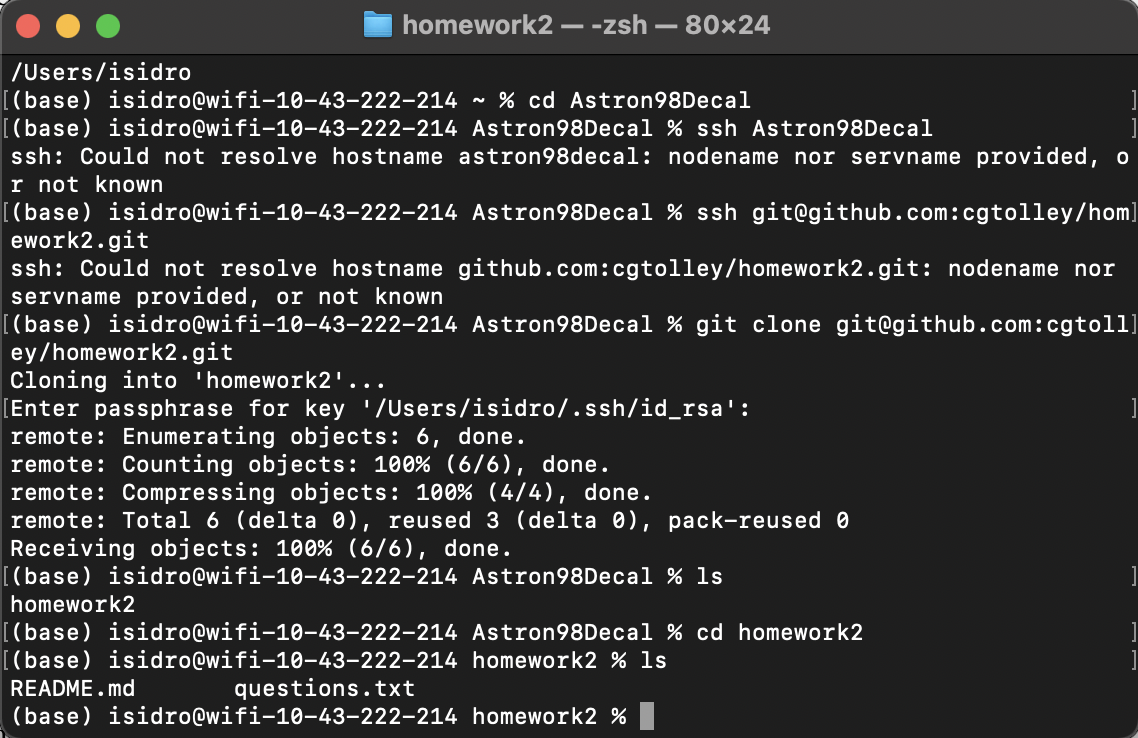 homework2 — -zsh — 80×24
/Users/isidro
[(base) isidro@wifi-10-43-222-214 ~ % cd Astron98Decal ]
[(base) isidro@wifi-10-43-222-214 Astron98Decal % ssh Astron98Decal ]
ssh: Could not resolve hostname astron98decal: nodename nor servname provided, o
r not known
[(base) isidro@wifi-10-43-222-214 Astron98Decal % ssh git@github.com:cgtolley/hom]
ework2.git
ssh: Could not resolve hostname github.com:cgtolley/homework2.git: nodename nor
servname provided, or not known
[(base) isidro@wifi-10-43-222-214 Astron98Decal % git clone git@github.com:cgtoll]
ey/homework2.git
Cloning into 'homework2'...
[Enter passphrase for key '/Users/isidro/.ssh/id_rsa': ]
remote: Enumerating objects: 6, done.
remote: Counting objects: 100% (6/6), done.
remote: Compressing objects: 100% (4/4), done.
remote: Total 6 (delta 0), reused 3 (delta 0), pack-reused 0
Receiving objects: 100% (6/6), done.
[(base) isidro@wifi-10-43-222-214 Astron98Decal % ls ]
homework2
[(base) isidro@wifi-10-43-222-214 Astron98Decal % cd homework2 ]
[(base) isidro@wifi-10-43-222-214 homework2 % ls ]
README.md questions.txt
(base) isidro@wifi-10-43-222-214 homework2 %